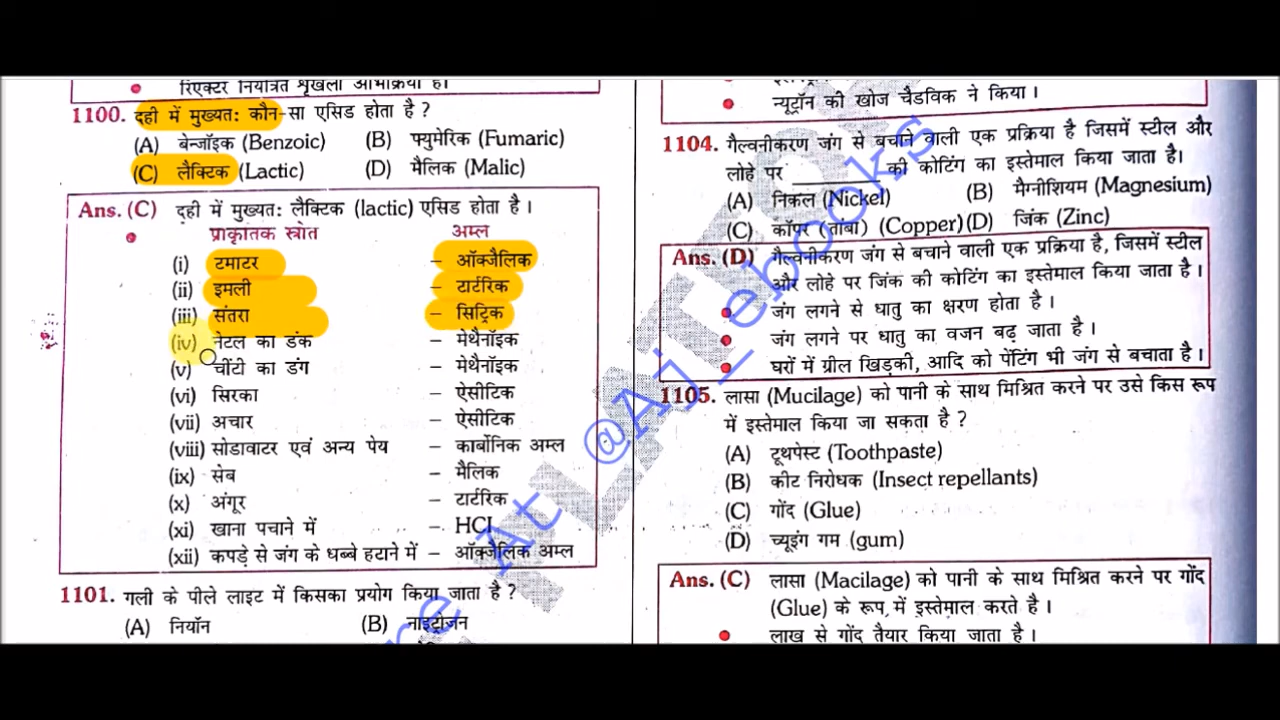 रिएक्टर नियंत्रित शृंखला अभिक्रिया है।
1100. दही में मुख्यतः कौन-सा एसिड होता है ?
(A) बेन्जॉइक (Benzoic) (B) फ्युमेरिक (Fumaric)
(C) लैक्टिक (Lactic) (D) मैलिक (Malic)
Ans. (C) दही में मुख्यतः लैक्टिक (lactic) एसिड होता है ।
प्राकृतिक स्त्रोत अम्ल
(i) टमाटर – ऑक्जैलिक
(ii) इमली – टार्टरिक
(iii) संतरा – सिट्रिक
(iv) नेटल का डंक – मेथैनॉइक
(v) चींटी का डंग – मेथैनॉइक
(vi) सिरका – ऐसीटिक
(vii) अचार – ऐसीटिक
(viii) सोडावाटर एवं अन्य पेय – कार्बोनिक अम्ल
(ix) सेब – मैलिक
(x) अंगूर – टार्टरिक
(xi) खाना पचाने में – HCl
(xii) कपड़े से जंग के धब्बे हटाने में – ऑक्जैलिक अम्ल
1101. गली के पीले लाइट में किसका प्रयोग किया जाता है ?
(A) नियॉन (B) नाइट्रोजन
न्यूट्रॉन की खोज चैडविक ने किया ।
1104. गैल्वनीकरण जंग से बचाने वाली एक प्रक्रिया है जिसमें स्टील और
लोहे पर ________ की कोटिंग का इस्तेमाल किया जाता है।
(A) निकल (Nickel) (B) मैग्नीशियम (Magnesium)
(C) कॉपर (तांबा) (Copper) (D) जिंक (Zinc)
Ans. (D) गैल्वनीकरण जंग से बचाने वाली एक प्रक्रिया है, जिसमें स्टील
और लोहे पर जिंक की कोटिंग का इस्तेमाल किया जाता है ।
जंग लगने से धातु का क्षरण होता है ।
जंग लगने पर धातु का वजन बढ़ जाता है ।
घरों में ग्रील खिड़की, आदि को पेंटिंग भी जंग से बचाता है ।
1105. लासा (Mucilage) को पानी के साथ मिश्रित करने पर उसे किस रूप
में इस्तेमाल किया जा सकता है ?
(A) टूथपेस्ट (Toothpaste)
(B) कीट निरोधक (Insect repellants)
(C) गोंद (Glue)
(D) च्यूइंग गम (gum)
Ans. (C) लासा (Macilage) को पानी के साथ मिश्रित करने पर गोंद
(Glue) के रूप में इस्तेमाल करते है ।
लाख से गोंद तैयार किया जाता है ।
At @Aj_ebooks